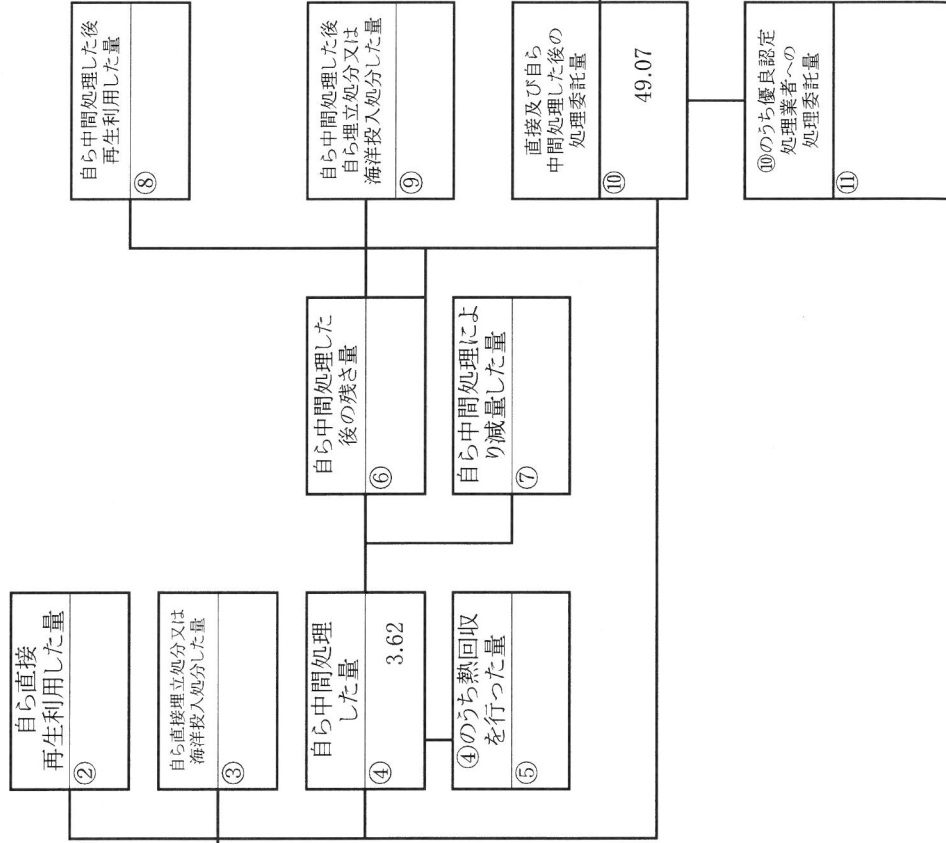 自ら直接
再生利用した量
②
自ら直接埋立処分又は
海洋投入処分した量
③
自ら中間処理
した量
④
3.62
④のうち熱回収
を行った量
⑤
自ら中間処理した
後の残さ量
⑥
自ら中間処理によ
り減量した量
⑦
自ら中間処理した後
再生利用した量
⑧
自ら中間処理した後
自ら埋立処分又は
海洋投入処分した量
⑨
直接及び自ら
中間処理した後の
処理委託量
⑩
49.07
⑩のうち優良認定
処理業者への
処理委託量
⑪